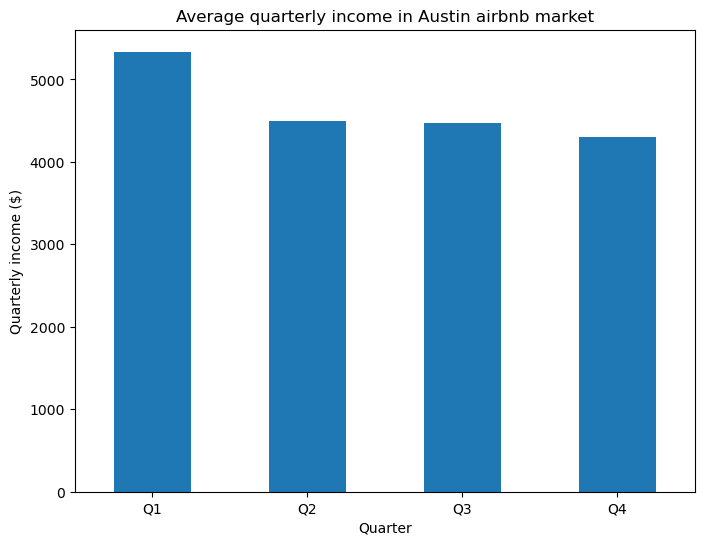 Average quarterly income in Austin airbnb market
Quarterly income ($)
5000
4000
3000
2000
1000
0
Q1 Q2 Q3 Q4
Quarter